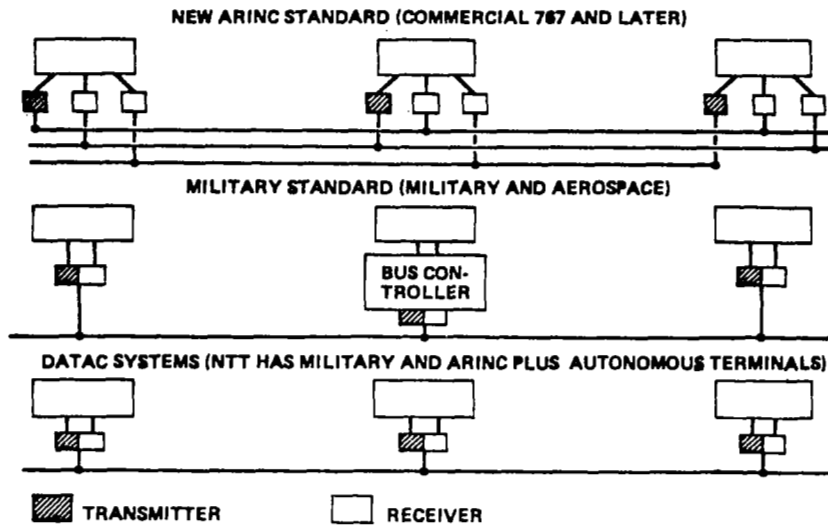 NEW ARINC STANDARD (COMMERCIAL 767 AND LATER)
MILITARY STANDARD (MILITARY AND AEROSPACE)
BUS CON-
TROLLER
DATAC SYSTEMS (NTT HAS MILITARY AND ARINC PLUS AUTONOMOUS TERMINALS)
TRANSMITTER
RECEIVER